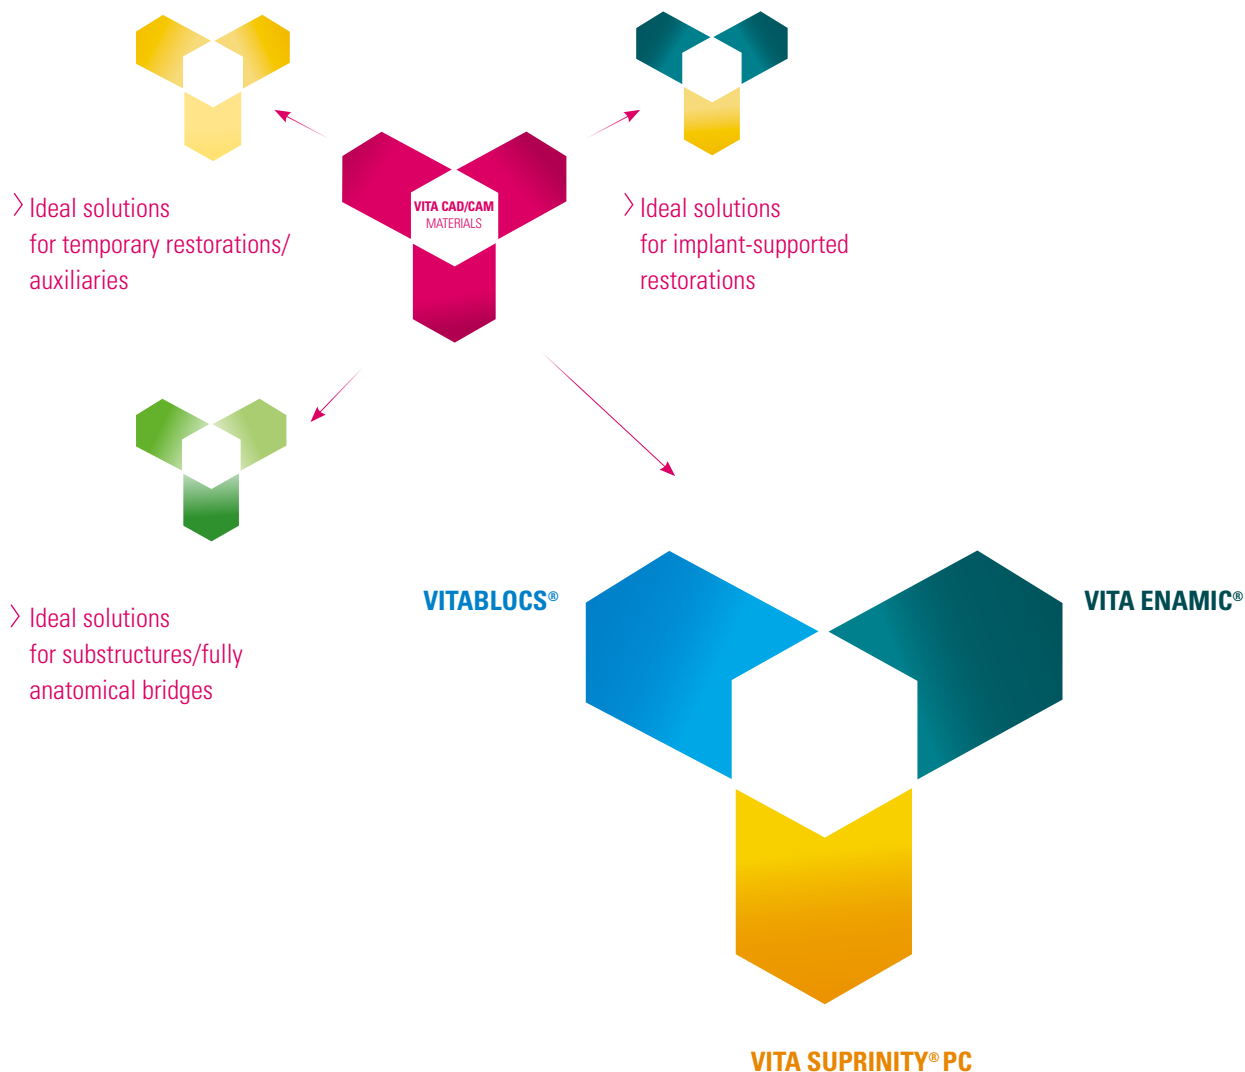 VITA CAD/CAM
MATERIALS
〉Ideal solutions
for temporary restorations/
auxiliaries
〉Ideal solutions
for implant-supported
restorations
〉Ideal solutions
for substructures/fully
anatomical bridges
VITABLOCS®
VITA ENAMIC®
VITA SUPRINITY® PC